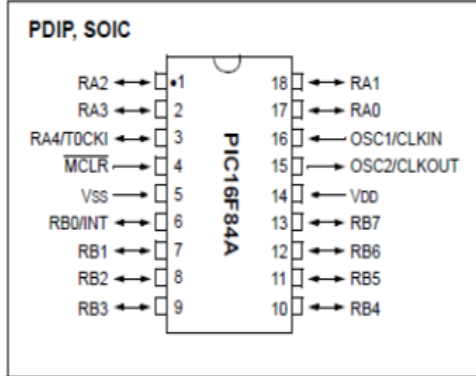 PDIP, SOIC
RA2 •1 18 RA1
RA3 2 17 RA0
RA4/T0CKI 3 16 OSC1/CLKIN
MCLR 4 15 OSC2/CLKOUT
VSS 5 14 VDD
RB0/INT 6 13 RB7
RB1 7 12 RB6
RB2 8 11 RB5
RB3 9 10 RB4
PIC16F84A